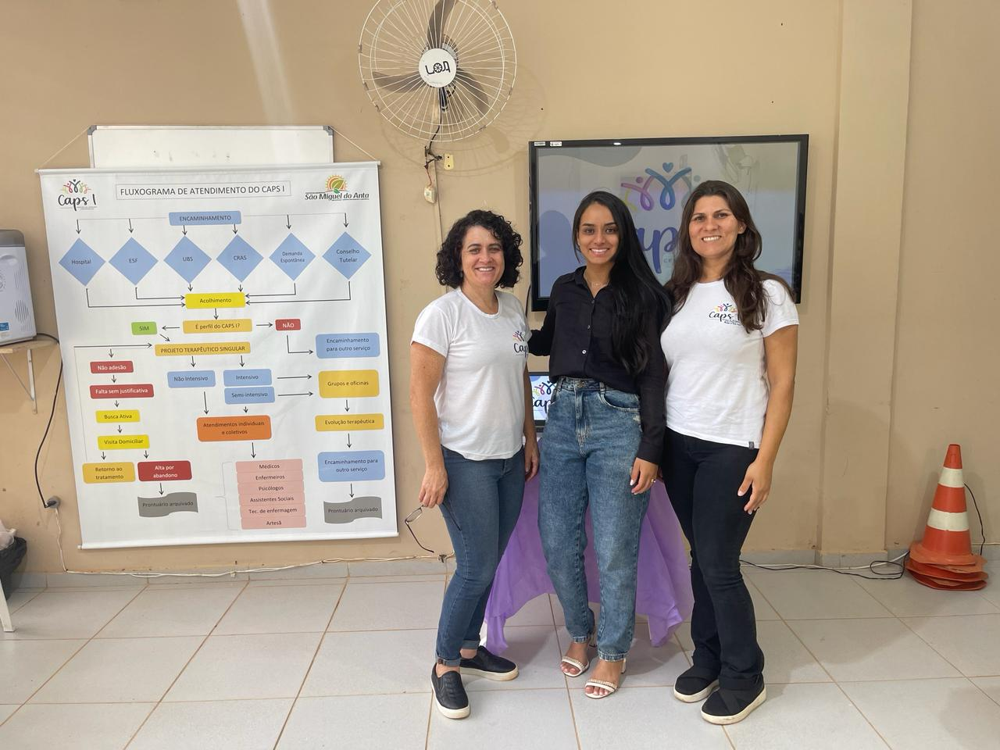 LOA
Caps I
FLUXOGRAMA DE ATENDIMENTO DO CAPS I
São Miguel do Anta
ENCAMINHAMENTO
Hospital
ESF
UBS
CRAS
Demanda
Espontânea
Conselho
Tutelar
Acolhimento
SIM
É perfil do CAPS I?
NÃO
PROJETO TERAPÊUTICO SINGULAR
Encaminhamento
para outro serviço
Não adesão
Não Intensivo
Intensivo
Semi-intensivo
Grupos e oficinas
Falta sem justificativa
Busca Ativa
Atendimentos individuais
e coletivos
Evolução terapêutica
Visita Domiciliar
Retorno ao
tratamento
Alta por
abandono
Médicos
Enfermeiros
Psicólogos
Assistentes Sociais
Tec. de enfermagem
Artesã
Encaminhamento para
outro serviço
Prontuário arquivado
Prontuário arquivado
Cap
Cap
Caps
Cap